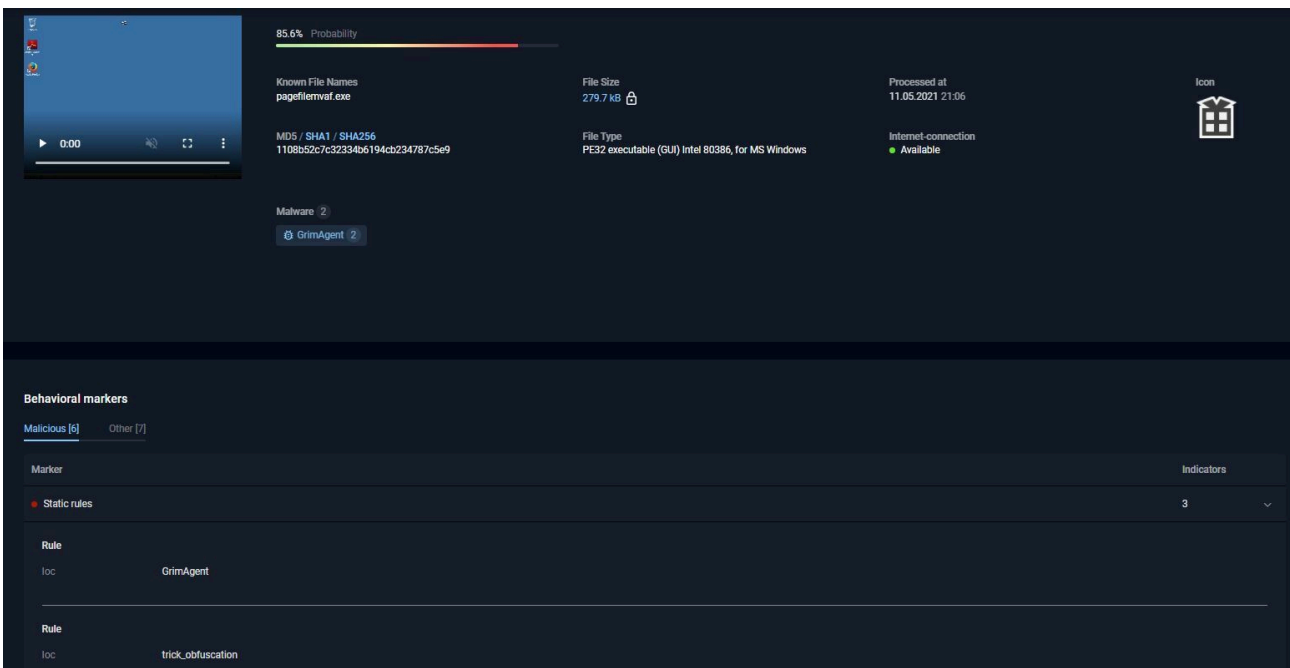 85.6% Probability
Known File Names
pagefilemvaf.exe
File Size
279.7 kB
Processed at
11.05.2021 21:06
Icon
0:00
MD5 / SHA1 / SHA256
1108b52c7c32334b6194cb234787c5e9
File Type
PE32 executable (GUI) Intel 80386, for MS Windows
Internet-connection
Available
Malware 2
GrimAgent 2
Behavioral markers
Malicious [6] Other [7]
Marker Indicators
Static rules 3
Rule
loc GrimAgent
Rule
loc trick_obfuscation